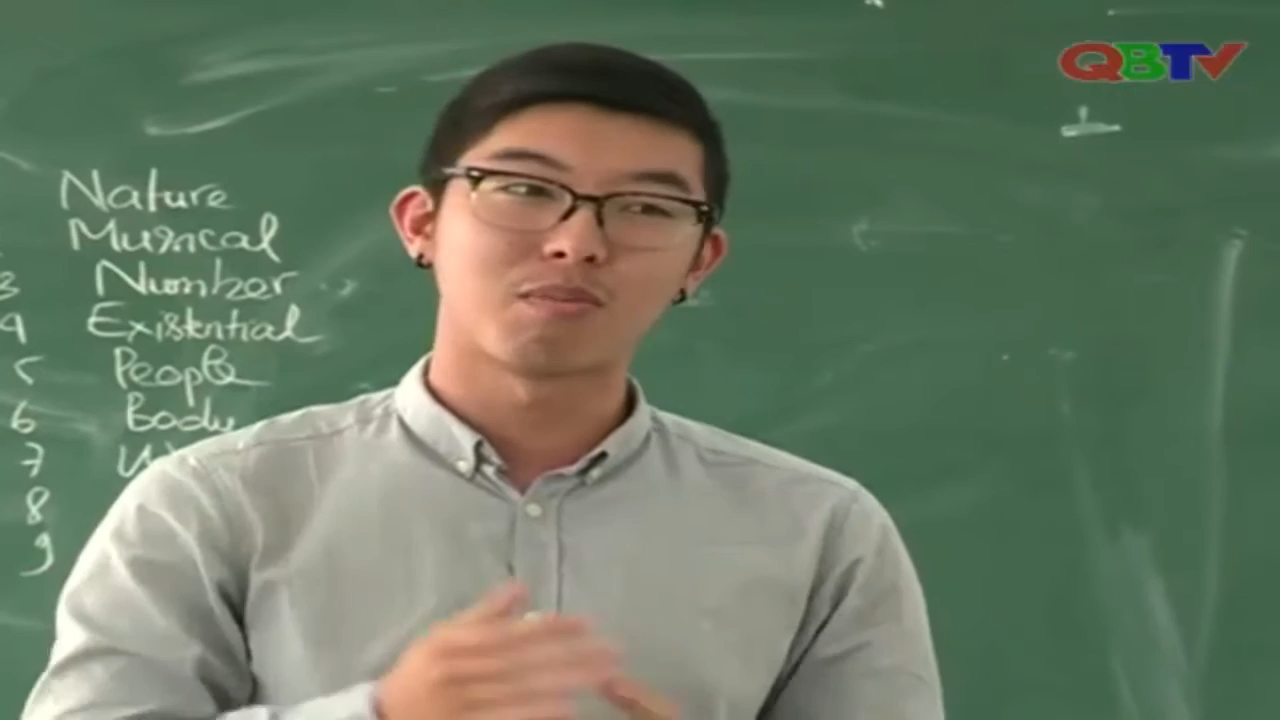 QBTV
Nature
Musical
3 Number
4 Existential
5 People
6 Body
7
8
9